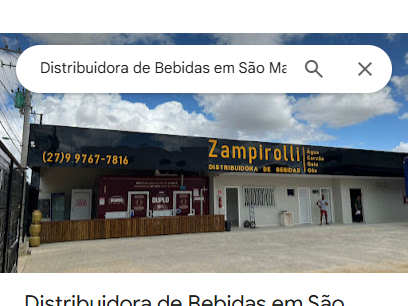 Distribuidora de Bebidas em São Ma
(27)9.9767-7816
Zampirolli
DISTRIBUIDORA DE BEBIDAS
Água
Carvão
Gelo
Gás
DUPLO
Distribuidora de Bebidas em São